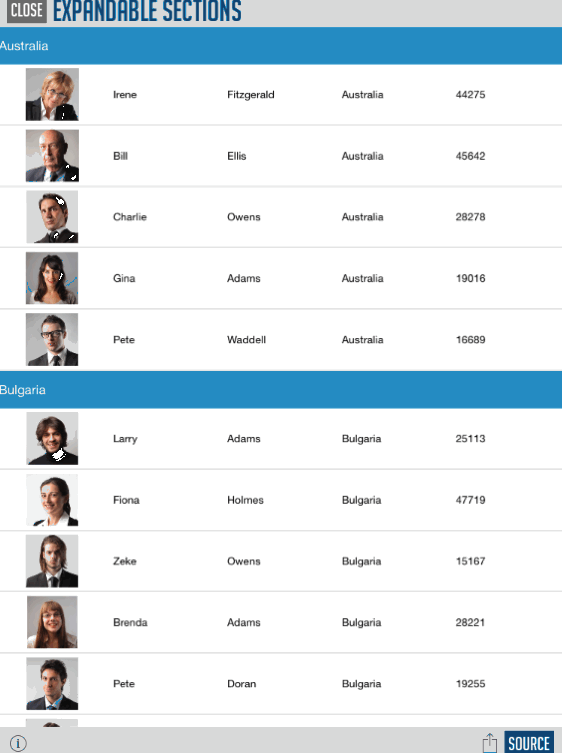 CLOSE EXPANDABLE SECTIONS
Australia
Irene Fitzgerald Australia 44275
Bill Ellis Australia 45642
Charlie Owens Australia 28278
Gina Adams Australia 19016
Pete Waddell Australia 16689
Bulgaria
Larry Adams Bulgaria 25113
Fiona Holmes Bulgaria 47719
Zeke Owens Bulgaria 15167
Brenda Adams Bulgaria 28221
Pete Doran Bulgaria 19255
SOURCE